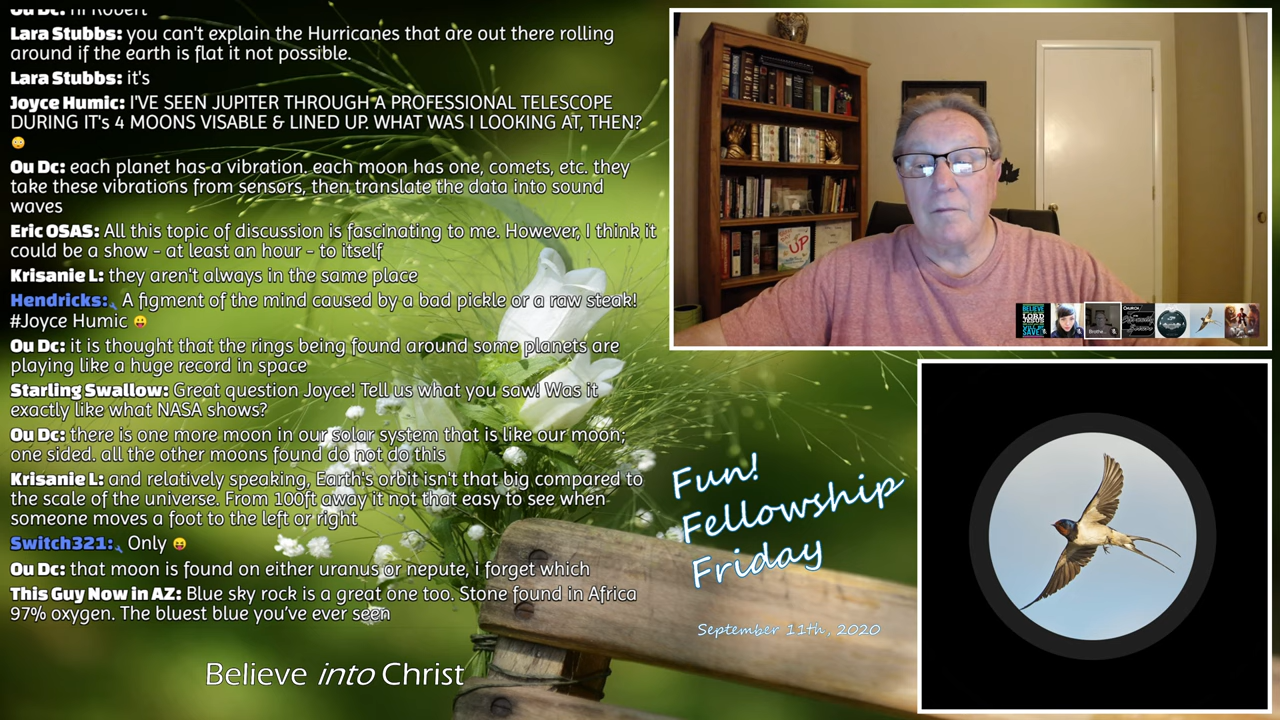 Ou Dc: hi Robert
Lara Stubbs: you can't explain the Hurricanes that are out there rolling
around if the earth is flat it not possible.
Lara Stubbs: it's
Joyce Humic: I'VE SEEN JUPITER THROUGH A PROFESSIONAL TELESCOPE
DURING IT's 4 MOONS VISABLE & LINED UP. WHAT WAS I LOOKING AT, THEN?
😳
Ou Dc: each planet has a vibration. each moon has one, comets, etc. they
take these vibrations from sensors, then translate the data into sound
waves
Eric OSAS: All this topic of discussion is fascinating to me. However, I think it
could be a show - at least an hour - to itself
Krisanie L: they aren't always in the same place
Hendricks: A figment of the mind caused by a bad pickle or a raw steak!
#Joyce Humic 😛
Ou Dc: it is thought that the rings being found around some planets are
playing like a huge record in space
Starling Swallow: Great question Joyce! Tell us what you saw! Was it
exactly like what NASA shows?
Ou Dc: there is one more moon in our solar system that is like our moon;
one sided. all the other moons found do not do this
Krisanie L: and relatively speaking, Earth's orbit isn't that big compared to
the scale of the universe. From 100ft away it not that easy to see when
someone moves a foot to the left or right
Switch321: Only 😝
Ou Dc: that moon is found on either uranus or nepute, i forget which
This Guy Now in AZ: Blue sky rock is a great one too. Stone found in Africa
97% oxygen. The bluest blue you've ever seen
Believe into Christ
Fun!
Fellowship
Friday
September 11th, 2020
UP
BELIEVE
LORD
JESUS
SAVE
Brothe...